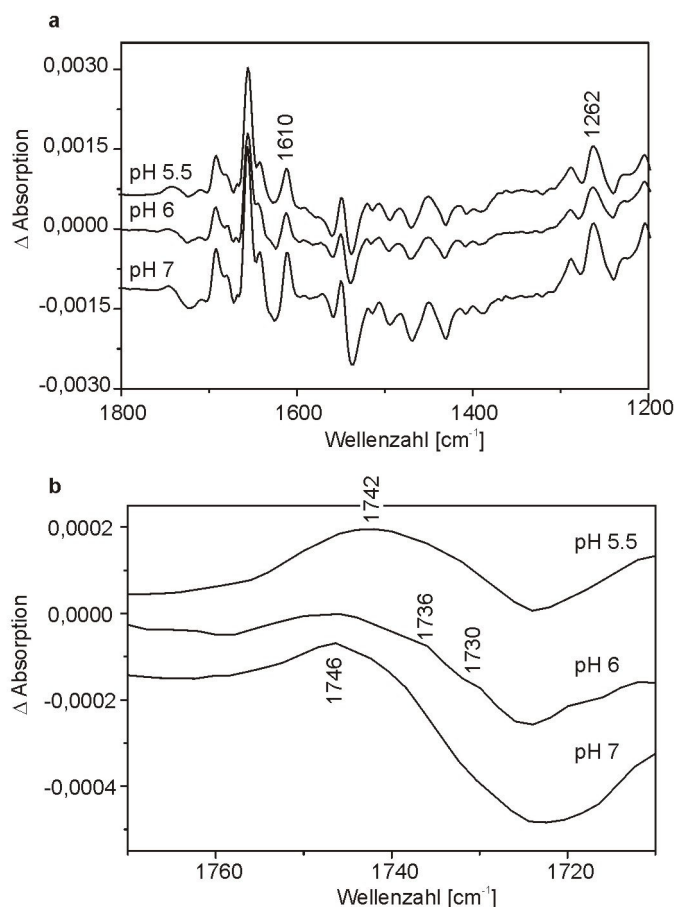 a
0,0030
0,0015
0,0000
-0,0015
-0,0030
Δ Absorption
pH 5.5
pH 6
pH 7
1610
1262
1800
1600
1400
1200
Wellenzahl [cm⁻¹]
b
0,0002
0,0000
-0,0002
-0,0004
Δ Absorption
1742
1746
1736
1730
pH 5.5
pH 6
pH 7
1760
1740
1720
Wellenzahl [cm⁻¹]